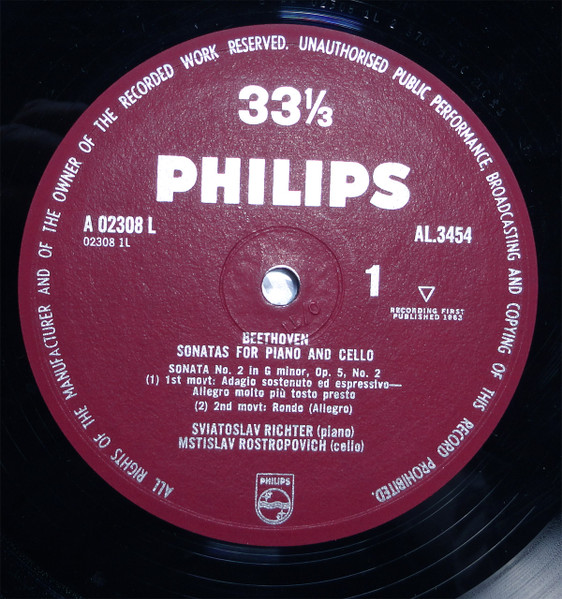 ALL RIGHTS OF THE MANUFACTURER AND OF THE OWNER OF THE RECORDED WORK RESERVED. UNAUTHORISED PUBLIC PERFORMANCE, BROADCASTING AND COPYING OF THIS RECORD PROHIBITED.
33⅓
PHILIPS
A 02308 L
02308 1L
AL.3454
1
RECORDING FIRST
PUBLISHED 1963
BEETHOVEN
SONATAS FOR PIANO AND CELLO
SONATA No. 2 in G minor, Op. 5, No. 2
(1) 1st movt: Adagio sostenuto ed espressivo—
Allegro molto più tosto presto
(2) 2nd movt: Rondo (Allegro)
SVIATOSLAV RICHTER (piano)
MSTISLAV ROSTROPOVICH (cello)
PHILIPS